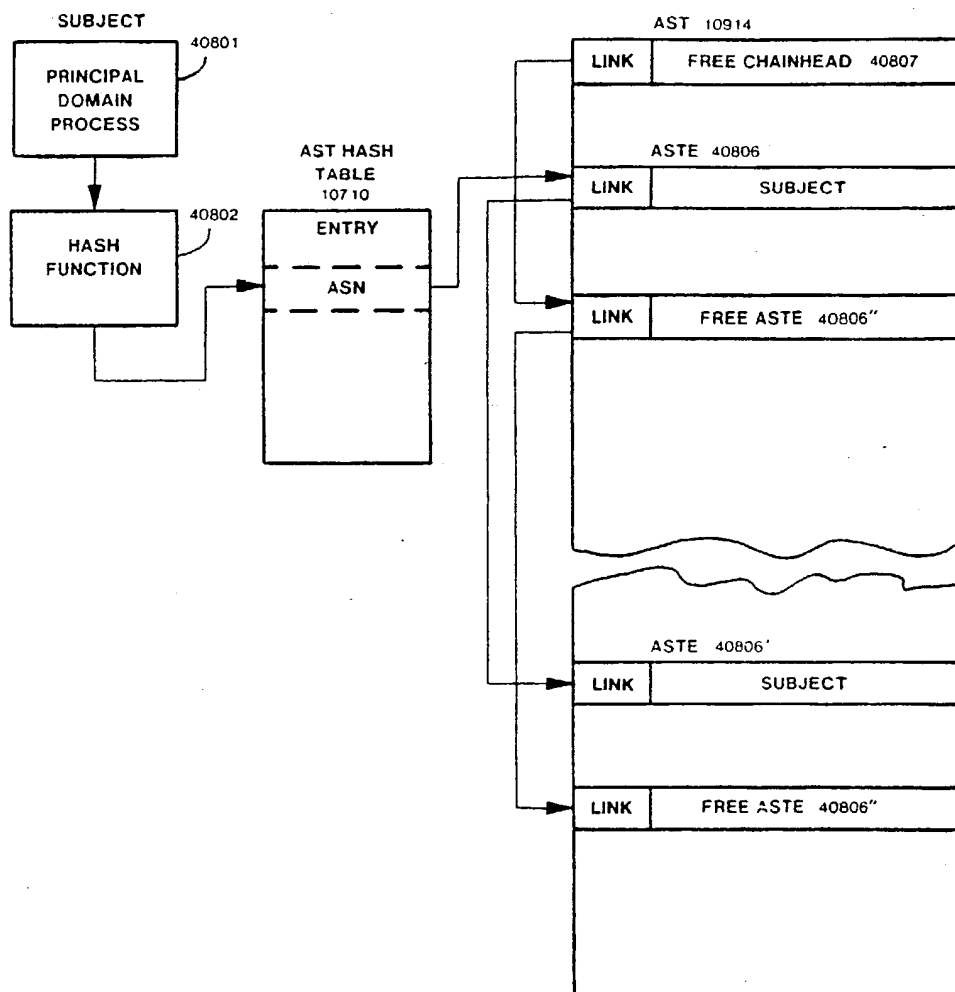 SUBJECT
40801
PRINCIPAL
DOMAIN
PROCESS
40802
HASH
FUNCTION
AST HASH
TABLE
10710
ENTRY
ASN
AST 10914
LINK FREE CHAINHEAD 40807
ASTE 40806
LINK SUBJECT
LINK FREE ASTE 40806"
ASTE 40806'
LINK SUBJECT
LINK FREE ASTE 40806"